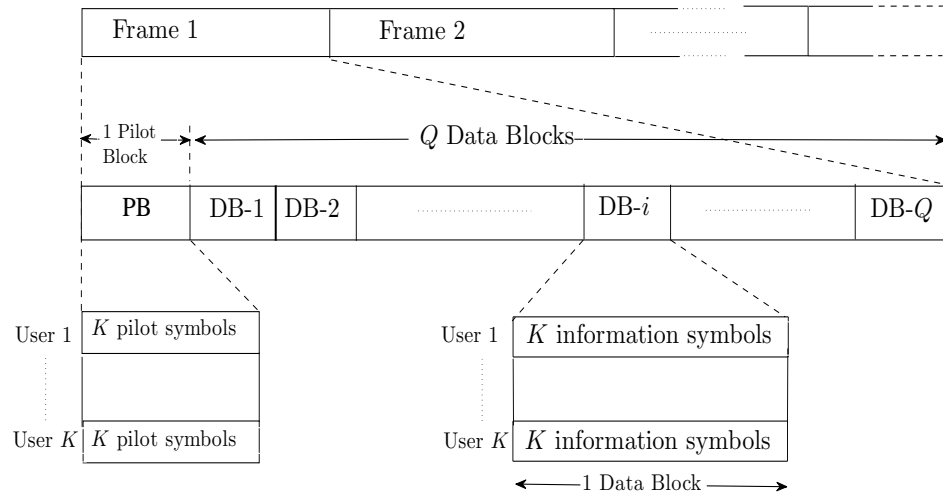 Frame 1
Frame 2
1 Pilot
Block
Q Data Blocks
PB
DB-1
DB-2
DB-i
DB-Q
User 1
K pilot symbols
User 1
K information symbols
User K
K pilot symbols
User K
K information symbols
1 Data Block